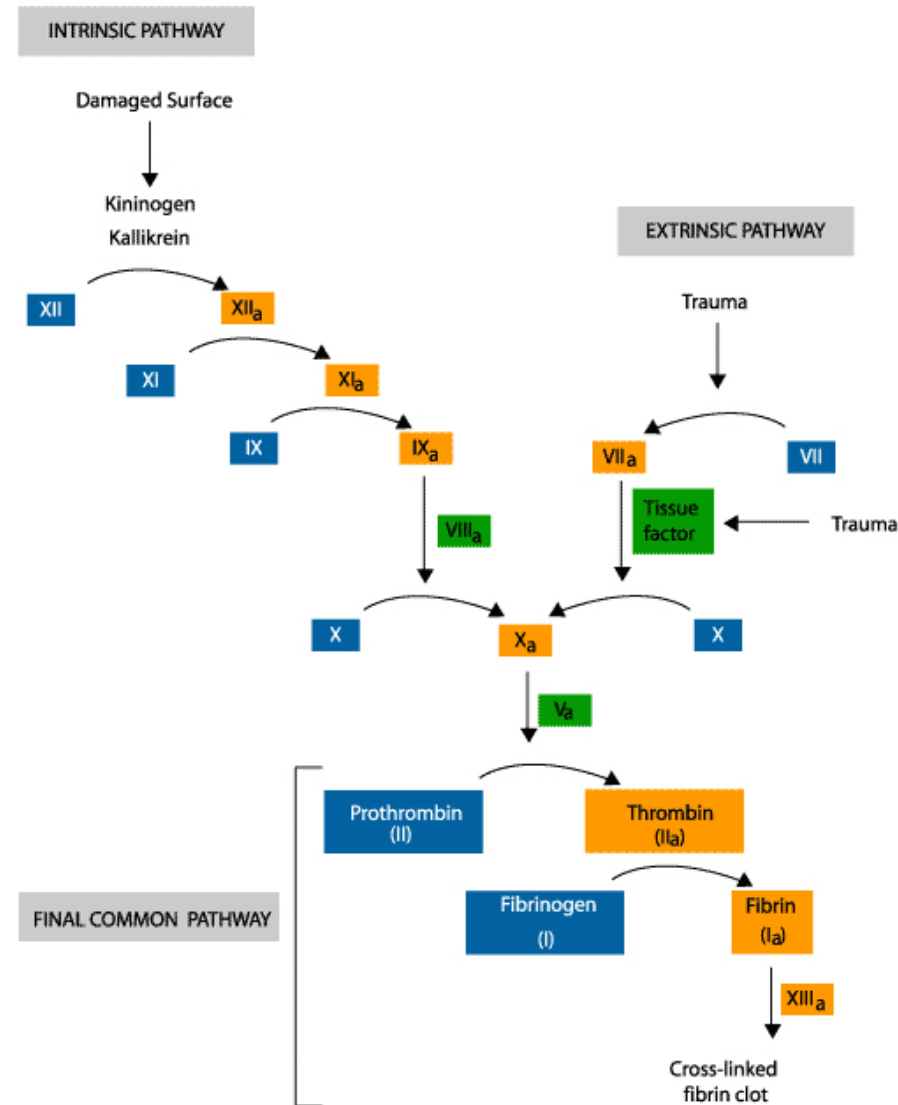 INTRINSIC PATHWAY
Damaged Surface
Kininogen
Kallikrein
EXTRINSIC PATHWAY
Trauma
XII
XIIa
XI
XIa
IX
IXa
VIIa
VII
VIIIa
Tissue
factor
Trauma
X
Xa
X
Va
Prothrombin
(II)
Thrombin
(IIa)
Fibrinogen
(I)
Fibrin
(Ia)
FINAL COMMON PATHWAY
XIIIa
Cross-linked
fibrin clot